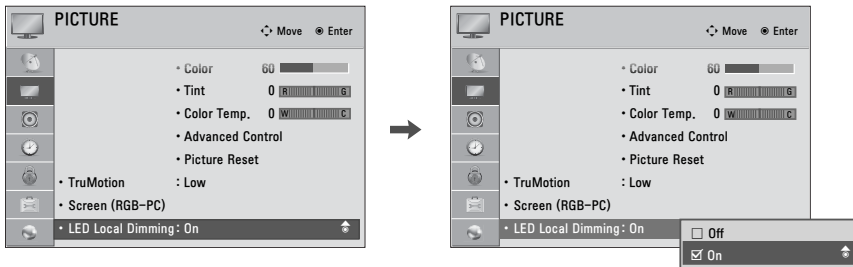 PICTURE
Move Enter
• Color 60
• Tint 0 R G
• Color Temp. 0 W C
• Advanced Control
• Picture Reset
• TruMotion : Low
• Screen (RGB-PC)
• LED Local Dimming: On
PICTURE
Move Enter
• Color 60
• Tint 0 R G
• Color Temp. 0 W C
• Advanced Control
• Picture Reset
• TruMotion : Low
• Screen (RGB-PC)
• LED Local Dimming: On
Off
On